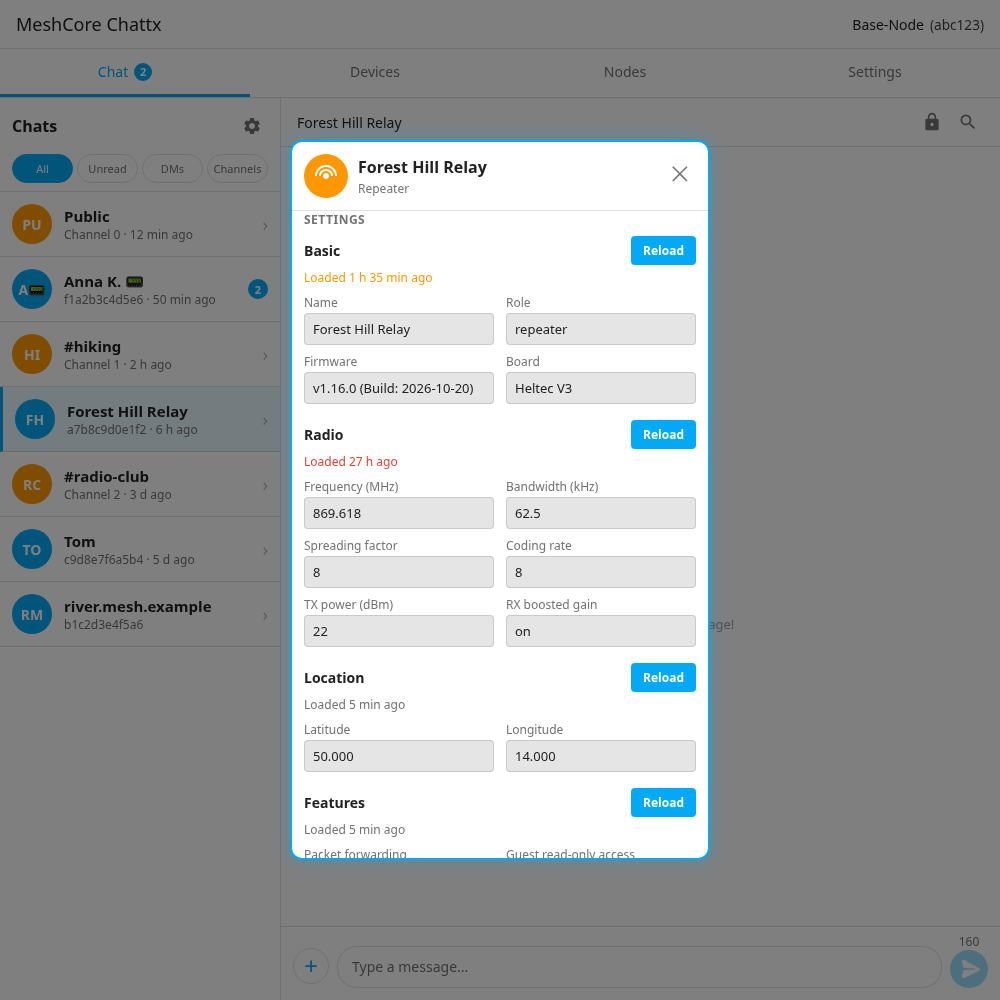 MeshCore Chattx
Base-Node (abc123)
Chat 2
Devices
Nodes
Settings
Chats
All
Unread
DMs
Channels
PU
Public
Channel 0 · 12 min ago
A📟
Anna K. 📟
f1a2b3c4d5e6 · 50 min ago
2
HI
#hiking
Channel 1 · 2 h ago
FH
Forest Hill Relay
a7b8c9d0e1f2 · 6 h ago
RC
#radio-club
Channel 2 · 3 d ago
TO
Tom
c9d8e7f6a5b4 · 5 d ago
RM
river.mesh.example
b1c2d3e4f5a6
Forest Hill Relay
Forest Hill Relay
Repeater
SETTINGS
Basic
Reload
Loaded 1 h 35 min ago
Name
Role
Forest Hill Relay
repeater
Firmware
Board
v1.16.0 (Build: 2026-10-20)
Heltec V3
Radio
Reload
Loaded 27 h ago
Frequency (MHz)
Bandwidth (kHz)
869.618
62.5
Spreading factor
Coding rate
8
8
TX power (dBm)
RX boosted gain
22
on
Location
Reload
Loaded 5 min ago
Latitude
Longitude
50.000
14.000
Features
Reload
Loaded 5 min ago
Packet forwarding
Guest read-only access
age!
Type a message...
160